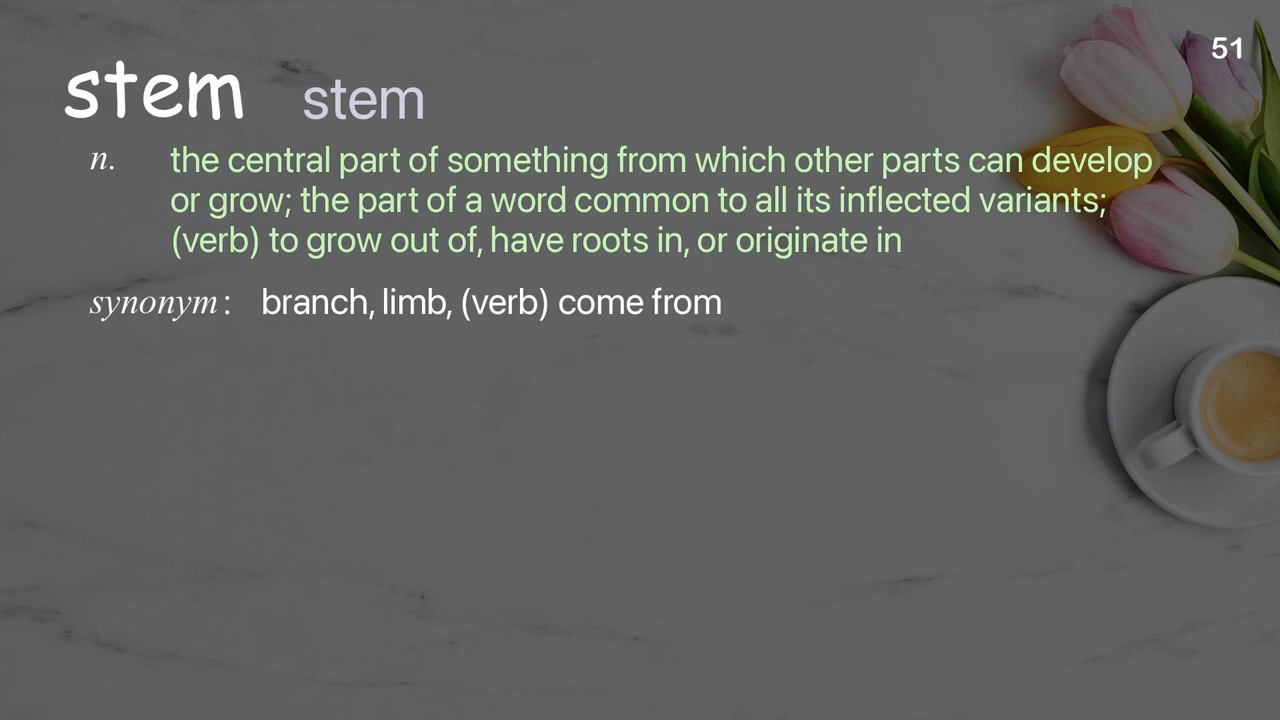 51
stem stem
n. the central part of something from which other parts can develop
or grow; the part of a word common to all its inflected variants;
(verb) to grow out of, have roots in, or originate in
synonym : branch, limb, (verb) come from